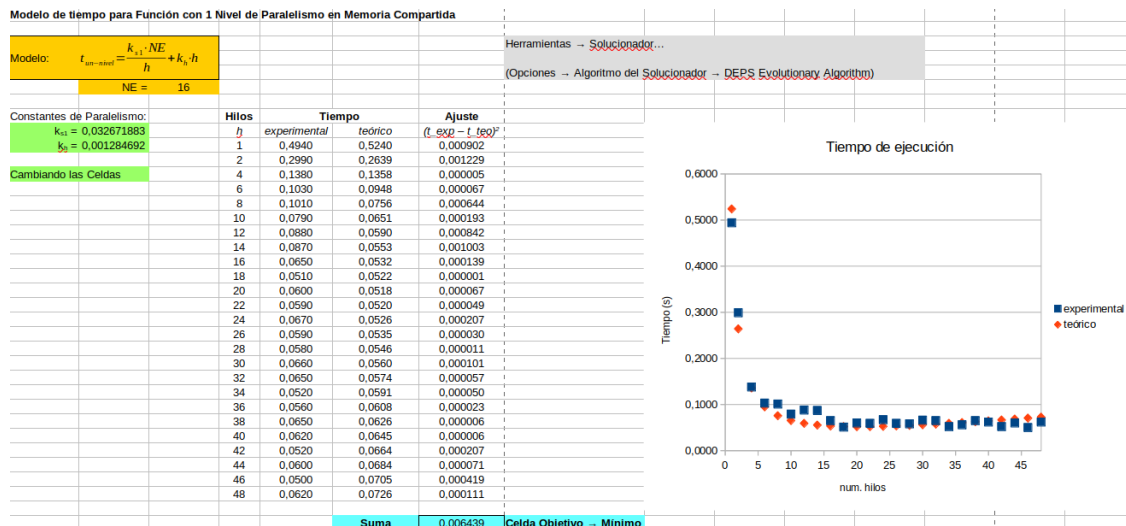 Modelo de tiempo para Función con 1 Nivel de Paralelismo en Memoria Compartida
Modelo: t_{un-nivel} = k_{s1}·NE / h + k_h·h
Herramientas → Solucionador…
(Opciones → Algoritmo del Solucionador → DEPS Evolutionary Algorithm)
NE = 16
Constantes de Paralelismo: Hilos Tiempo Ajuste
k_{s1} = 0,032671883 h experimental teórico (t_exp – t_teo)²
k_h = 0,001284692 1 0,4940 0,5240 0,000902
2 0,2990 0,2639 0,001229
Cambiando las Celdas 4 0,1380 0,1358 0,000005
6 0,1030 0,0948 0,000067
8 0,1010 0,0756 0,000644
10 0,0790 0,0651 0,000193
12 0,0880 0,0590 0,000842
14 0,0870 0,0553 0,001003
16 0,0650 0,0532 0,000139
18 0,0510 0,0522 0,000001
20 0,0600 0,0518 0,000067
22 0,0590 0,0520 0,000049
24 0,0670 0,0526 0,000207
26 0,0590 0,0535 0,000030
28 0,0580 0,0546 0,000011
30 0,0660 0,0560 0,000101
32 0,0650 0,0574 0,000057
34 0,0520 0,0591 0,000050
36 0,0560 0,0608 0,000023
38 0,0650 0,0626 0,000006
40 0,0620 0,0645 0,000006
42 0,0520 0,0664 0,000207
44 0,0600 0,0684 0,000071
46 0,0500 0,0705 0,000419
48 0,0620 0,0726 0,000111
Suma 0,006439 Celda Objetivo → Mínimo
Tiempo de ejecución
0,6000
0,5000
0,4000
0,3000
0,2000
0,1000
0,0000
Tiempo (s)
0 5 10 15 20 25 30 35 40 45
num. hilos
experimental
teórico